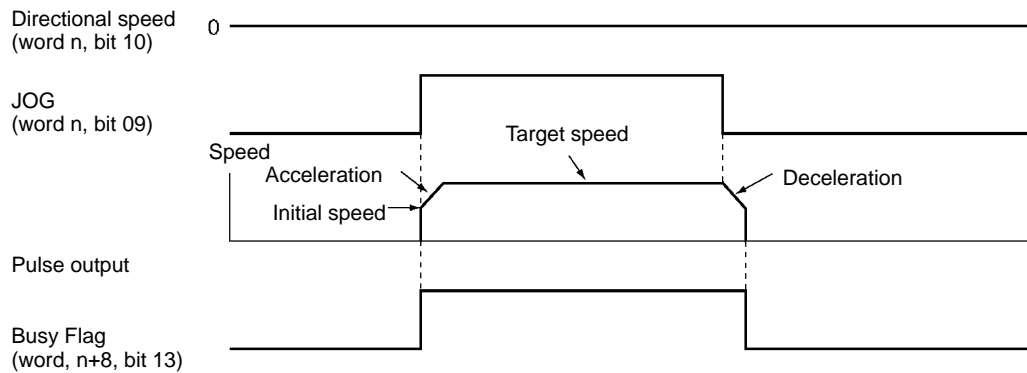 Directional speed
(word n, bit 10)
0
JOG
(word n, bit 09)
Speed
Target speed
Acceleration
Deceleration
Initial speed
Pulse output
Busy Flag
(word, n+8, bit 13)